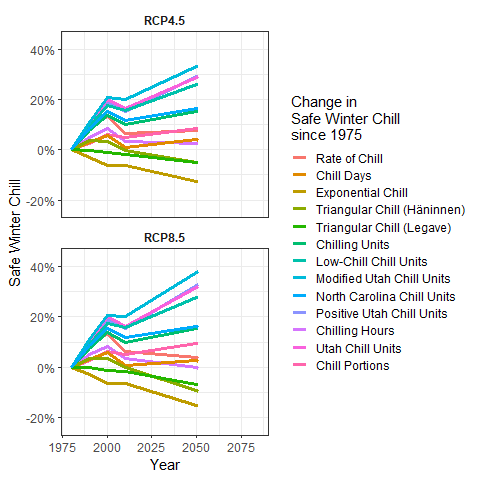 RCP4.5
40%
20%
0%
-20%
RCP8.5
40%
20%
0%
-20%
1975
2000
2025
2050
2075
Year
Safe Winter Chill
Change in
Safe Winter Chill
since 1975
Rate of Chill
Chill Days
Exponential Chill
Triangular Chill (Häninnen)
Triangular Chill (Legave)
Chilling Units
Low-Chill Chill Units
Modified Utah Chill Units
North Carolina Chill Units
Positive Utah Chill Units
Chilling Hours
Utah Chill Units
Chill Portions